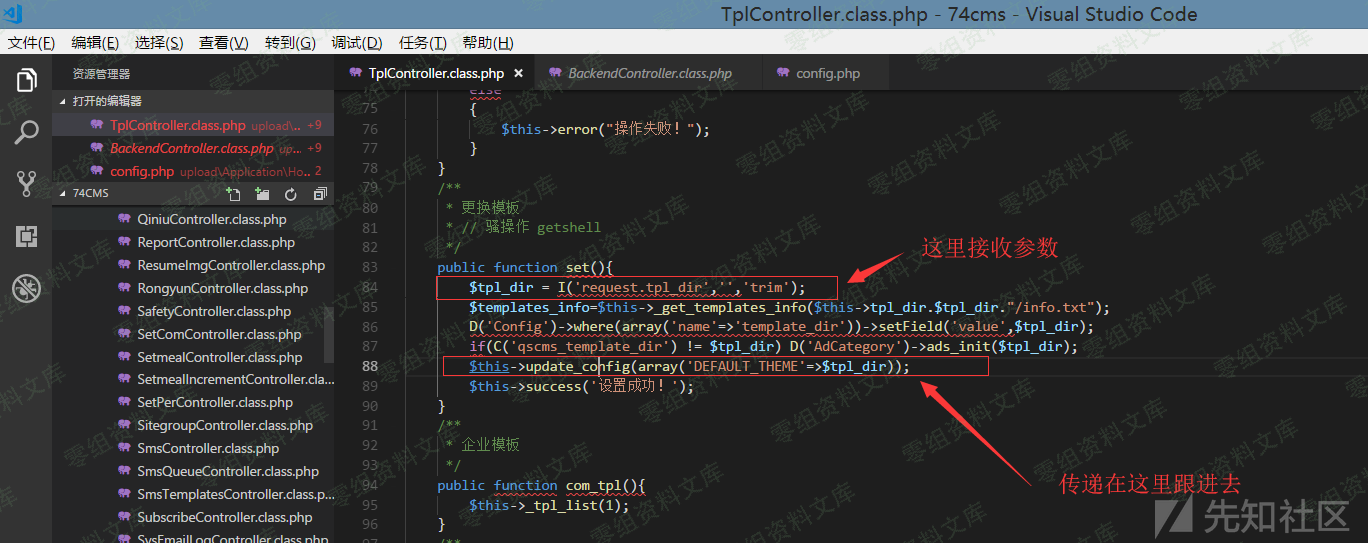 TplController.class.php - 74cms - Visual Studio Code
文件(F) 编辑(E) 选择(S) 查看(V) 转到(G) 调试(D) 任务(T) 帮助(H)
资源管理器
打开的编辑器
TplController.class.php upload\... +9
BackendController.class.php up... +9
config.php upload\Application\Ho... 2
74CMS
QiniuController.class.php
ReportController.class.php
ResumeImgController.class.php
RongyunController.class.php
SafetyController.class.php
SetComController.class.php
SetmealController.class.php
SetmealIncrementController.class...
SetPerController.class.php
SitegroupController.class.php
SmsController.class.php
SmsQueueController.class.php
SmsTemplatesController.class.p...
SubscribeController.class.php
SysEmailLogController.class.php
TplController.class.php × BackendController.class.php config.php
else
75 {
76 $this->error("操作失败！");
77 }
78 }
79 /**
80 * 更换模板
81 * // 骚操作 getshell
82 */
83 public function set(){
84 $tpl_dir = I('request.tpl_dir','','trim');
85 $templates_info=$this->_get_templates_info($this->tpl_dir.$tpl_dir."/info.txt");
86 D('Config')->where(array('name'=>'template_dir'))->setField('value',$tpl_dir);
87 if(C('qscms_template_dir') != $tpl_dir) D('AdCategory')->ads_init($tpl_dir);
88 $this->update_config(array('DEFAULT_THEME'=>$tpl_dir));
89 $this->success('设置成功！');
90 }
91 /**
92 * 企业模板
93 */
94 public function com_tpl(){
95 $this->_tpl_list(1);
96 }
97 /**
这里接收参数
传递在这里跟进去
零组资料文库
先知社区